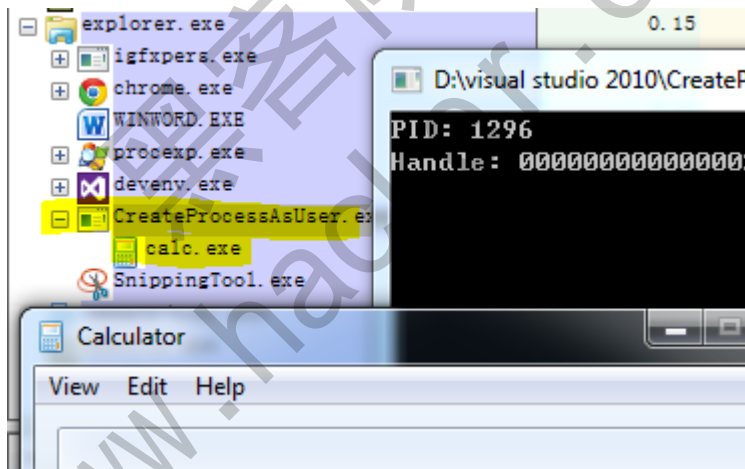 explorer.exe
0.15
igfxpers.exe
chrome.exe
WINWORD.EXE
procexp.exe
devenv.exe
CreateProcessAsUser.ex
calc.exe
SnippingTool.exe
D:\visual studio 2010\CreateP
PID: 1296
Handle: 00000000000000
Calculator
View Edit Help